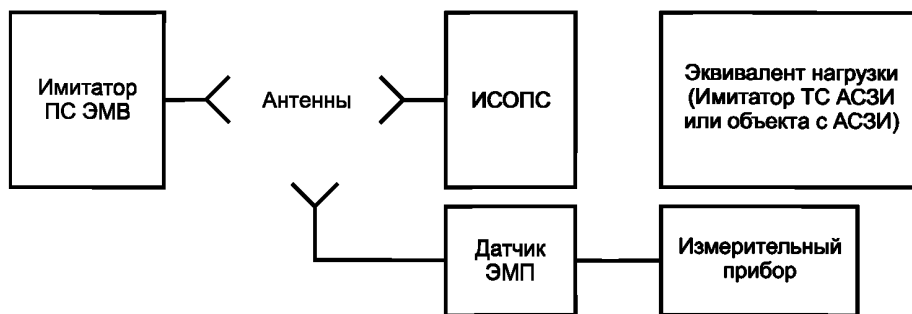 Имитатор
ПС ЭМВ
Антенны
ИСОПС
Эквивалент нагрузки
(Имитатор ТС АСЗИ
или объекта с АСЗИ)
Датчик
ЭМП
Измерительный
прибор